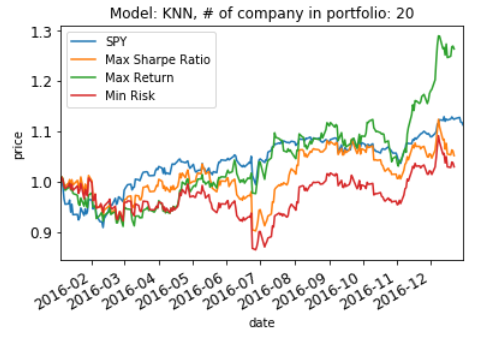 Model: KNN, # of company in portfolio: 20
SPY
Max Sharpe Ratio
Max Return
Min Risk
price
1.3
1.2
1.1
1.0
0.9
2016-02
2016-03
2016-04
2016-05
2016-06
2016-07
2016-08
2016-09
2016-10
2016-11
2016-12
date